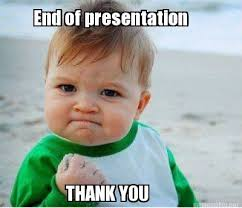 End of presentation
THANK YOU